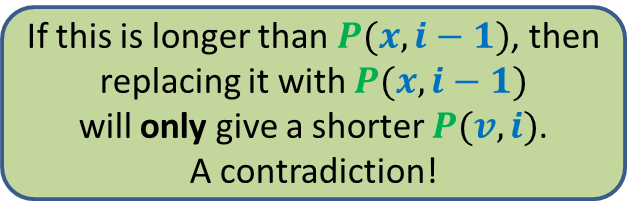 If this is longer than P(x, i − 1), then
replacing it with P(x, i − 1)
will only give a shorter P(v, i).
A contradiction!